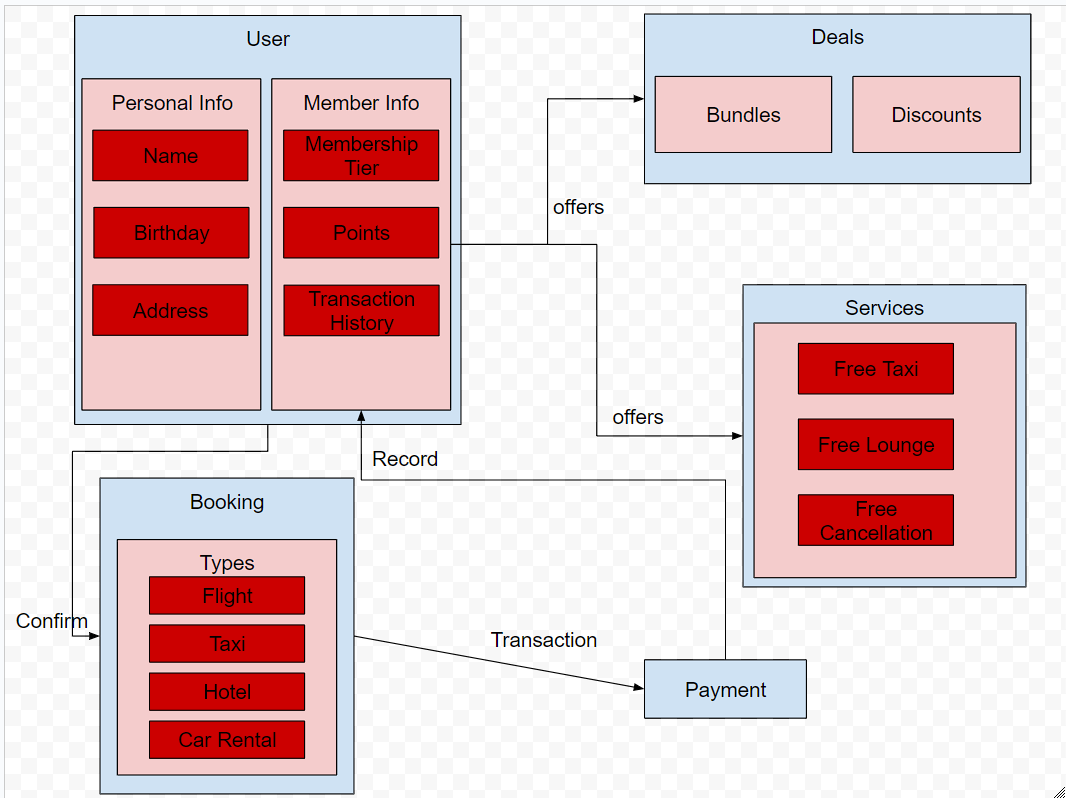 User
Personal Info
Name
Birthday
Address
Member Info
Membership
Tier
Points
Transaction
History
offers
Deals
Bundles
Discounts
offers
Services
Free Taxi
Free Lounge
Free
Cancellation
Record
Confirm
Booking
Types
Flight
Taxi
Hotel
Car Rental
Transaction
Payment